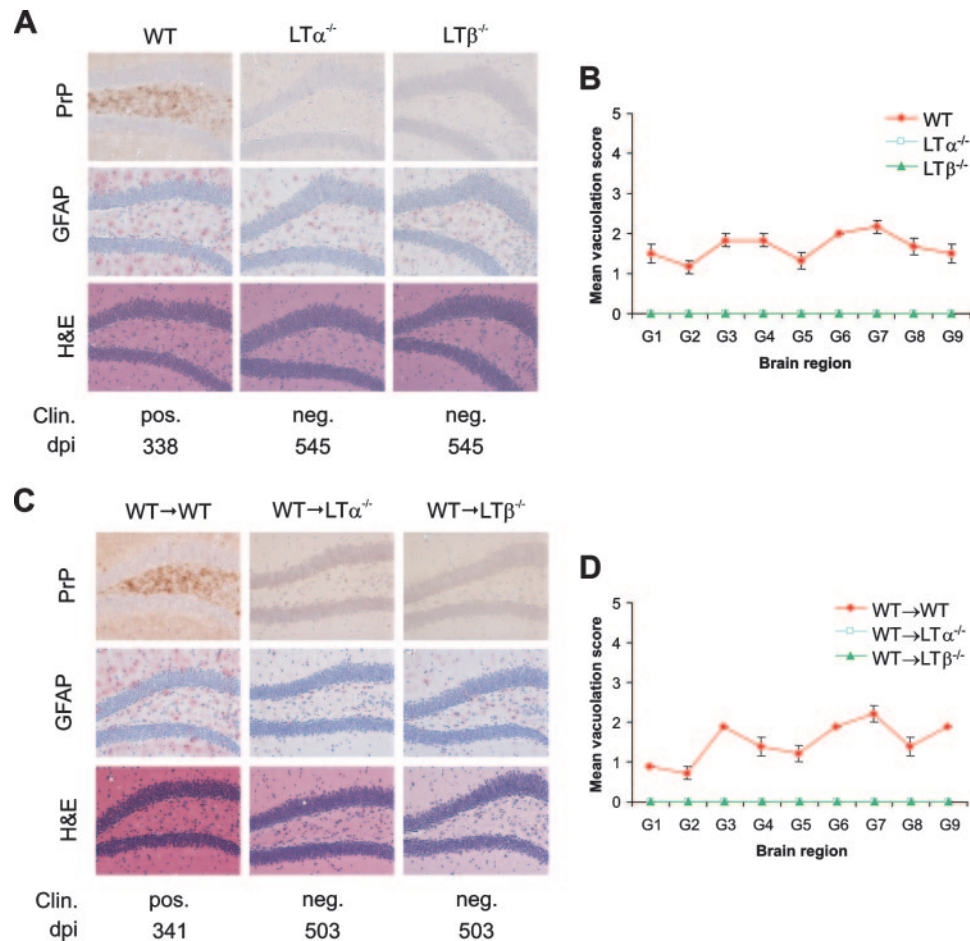 A
WT LTα-/- LTβ-/-
PrP
GFAP
H&E
Clin. pos. neg. neg.
dpi 338 545 545
B
WT
LTα-/-
LTβ-/-
Mean vacuolation score
5
4
3
2
1
0
G1 G2 G3 G4 G5 G6 G7 G8 G9
Brain region
C
WT→WT WT→LTα-/- WT→LTβ-/-
PrP
GFAP
H&E
Clin. pos. neg. neg.
dpi 341 503 503
D
WT→WT
WT→LTα-/-
WT→LTβ-/-
Mean vacuolation score
5
4
3
2
1
0
G1 G2 G3 G4 G5 G6 G7 G8 G9
Brain region